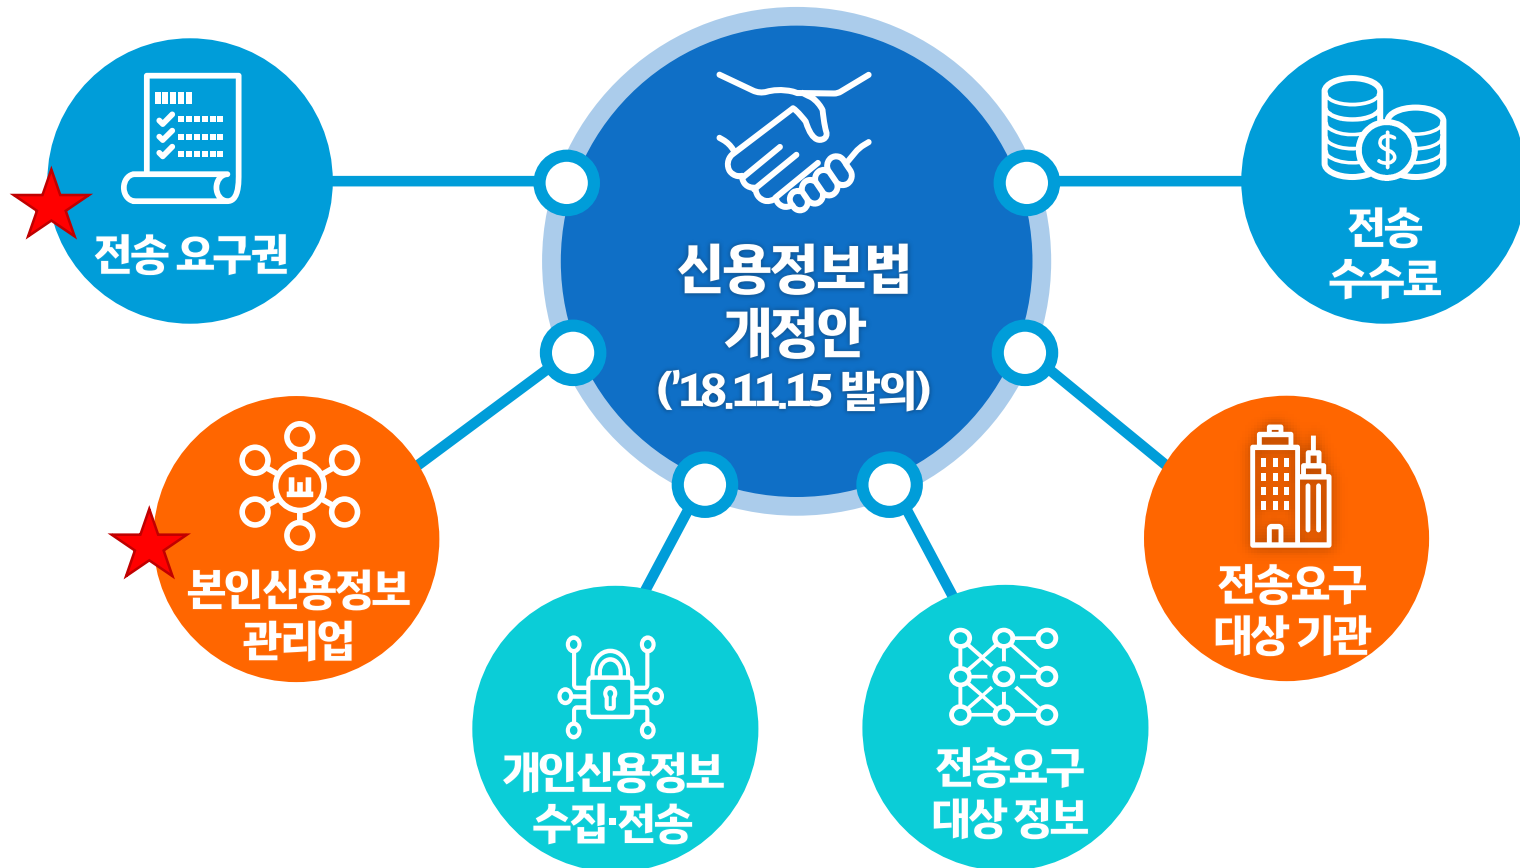 신용정보법
개정안
('18.11.15 발의)
전송 요구권
본인신용정보
관리업
개인신용정보
수집·전송
전송요구
대상 정보
전송요구
대상 기관
전송
수수료